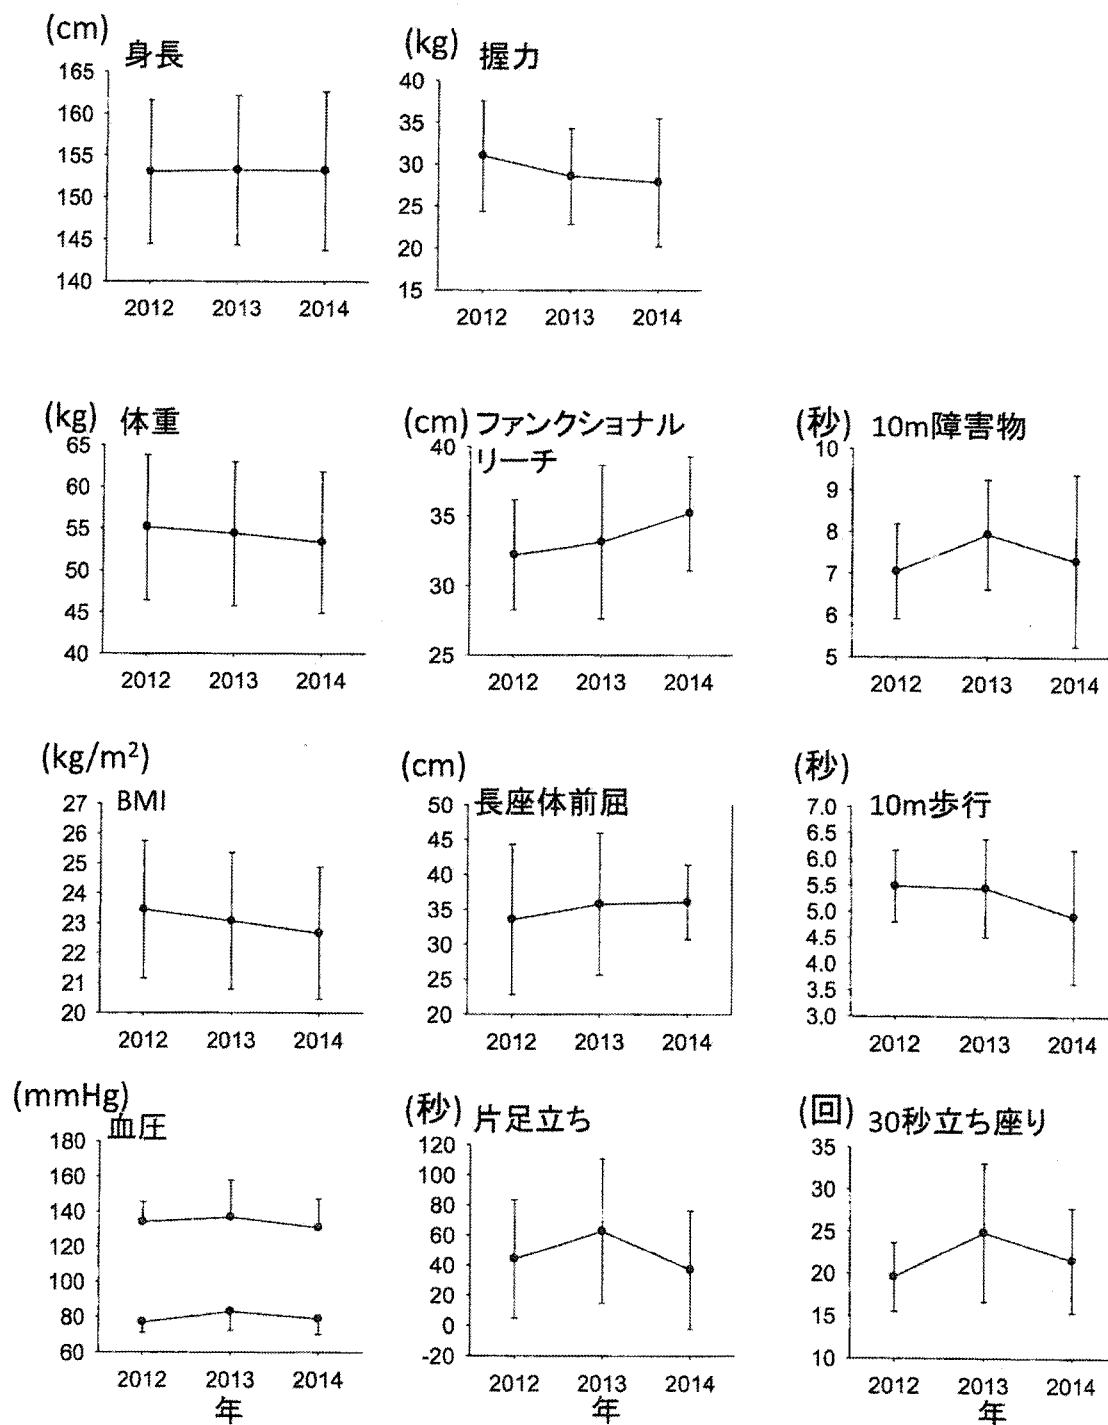 (cm) 身長
165
160
155
150
145
140
2012 2013 2014
(kg) 握力
40
35
30
25
20
15
2012 2013 2014
(kg) 体重
65
60
55
50
45
40
2012 2013 2014
(cm) ファンクショナル
リーチ
40
35
30
25
2012 2013 2014
(秒) 10m障害物
10
9
8
7
6
5
2012 2013 2014
(kg/m²)
BMI
27
26
25
24
23
22
21
20
2012 2013 2014
(cm)
長座体前屈
50
45
40
35
30
25
20
2012 2013 2014
(秒)
10m歩行
7.0
6.5
6.0
5.5
5.0
4.5
4.0
3.5
3.0
2012 2013 2014
(mmHg)
血圧
180
160
140
120
100
80
60
2012 2013 2014
年
(秒) 片足立ち
120
100
80
60
40
20
0
-20
2012 2013 2014
年
(回) 30秒立ち座り
35
30
25
20
15
10
2012 2013 2014
年